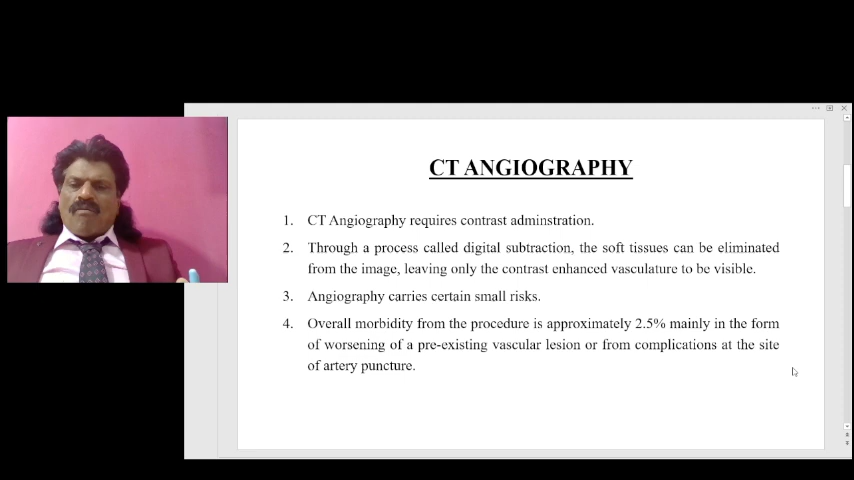 CT ANGIOGRAPHY
1. CT Angiography requires contrast adminstration.
2. Through a process called digital subtraction, the soft tissues can be eliminated
from the image, leaving only the contrast enhanced vasculature to be visible.
3. Angiography carries certain small risks.
4. Overall morbidity from the procedure is approximately 2.5% mainly in the form
of worsening of a pre-existing vascular lesion or from complications at the site
of artery puncture.